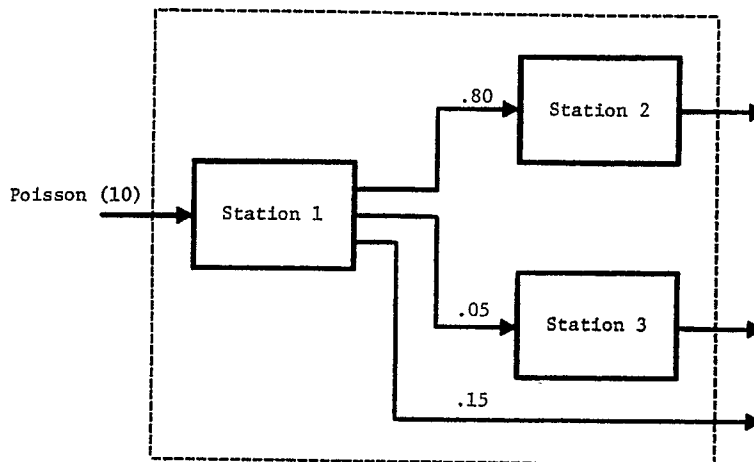 .80
Station 2
Poisson (10)
Station 1
.05
Station 3
.15